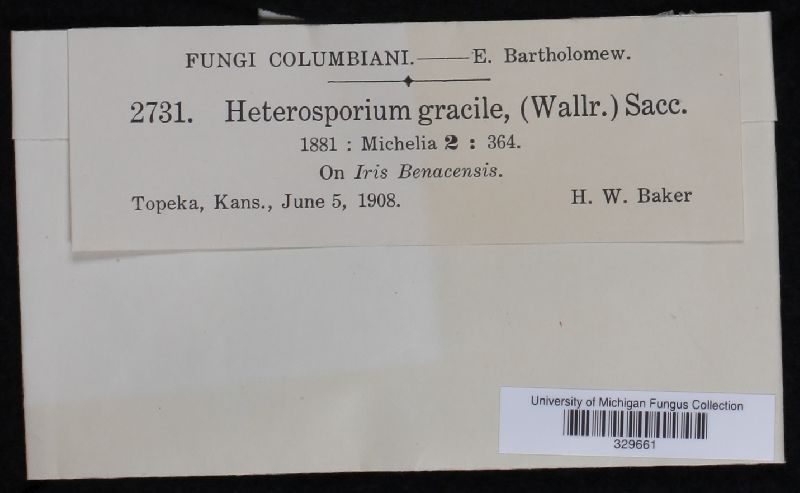 FUNGI COLUMBIANI.——E. Bartholomew.
2731. Heterosporium gracile, (Wallr.) Sacc.
1881 : Michelia 2 : 364.
On Iris Benacensis.
Topeka, Kans., June 5, 1908. H. W. Baker
University of Michigan Fungus Collection
329661